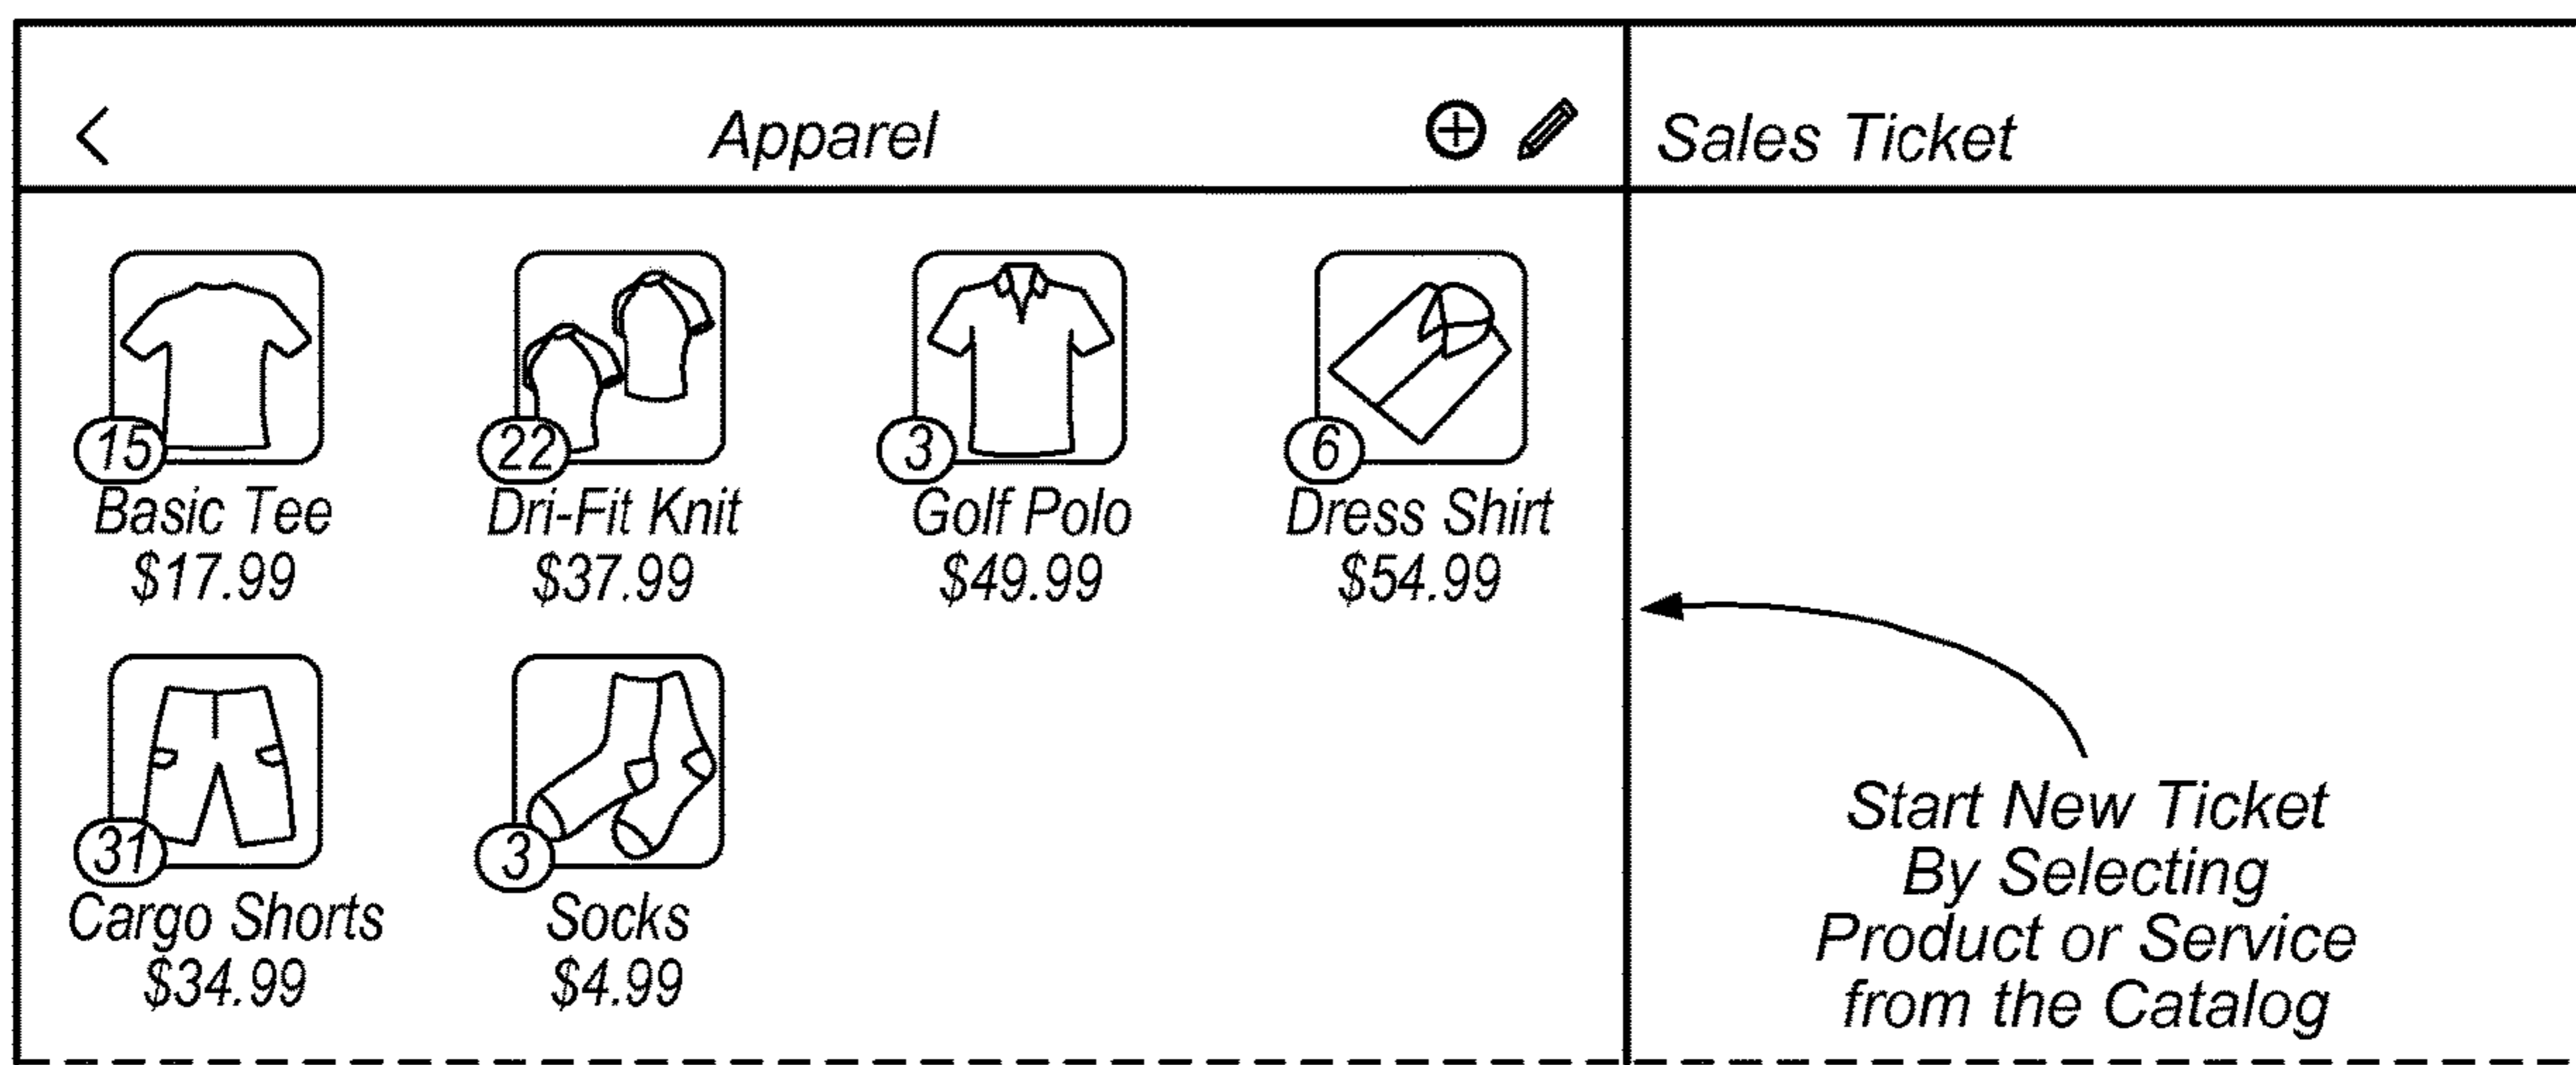 Apparel
Sales Ticket
15
Basic Tee
$17.99
22
Dri-Fit Knit
$37.99
3
Golf Polo
$49.99
6
Dress Shirt
$54.99
31
Cargo Shorts
$34.99
3
Socks
$4.99
Start New Ticket
By Selecting
Product or Service
from the Catalog